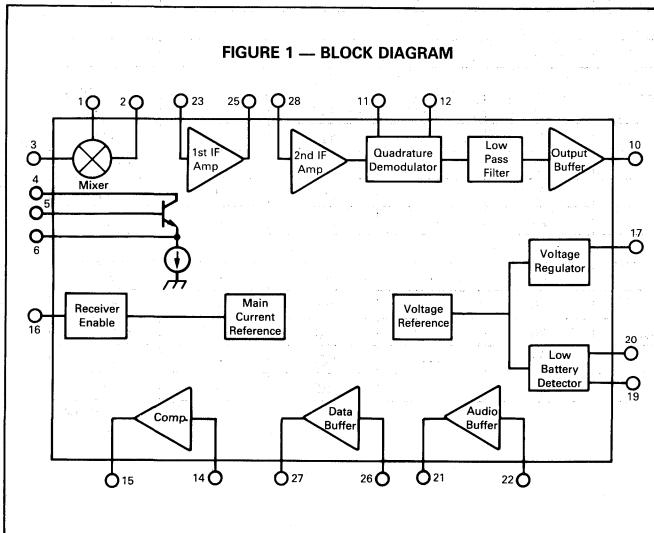 FIGURE 1 — BLOCK DIAGRAM
1
2
23
25
28
11
12
3
Mixer
1st IF
Amp
2nd IF
Amp
Quadrature
Demodulator
Low
Pass
Filter
Output
Buffer
10
4
5
6
17
Voltage
Regulator
16
Receiver
Enable
Main
Current
Reference
Voltage
Reference
Low
Battery
Detector
20
19
Comp.
Data
Buffer
Audio
Buffer
15
14
27
26
21
22